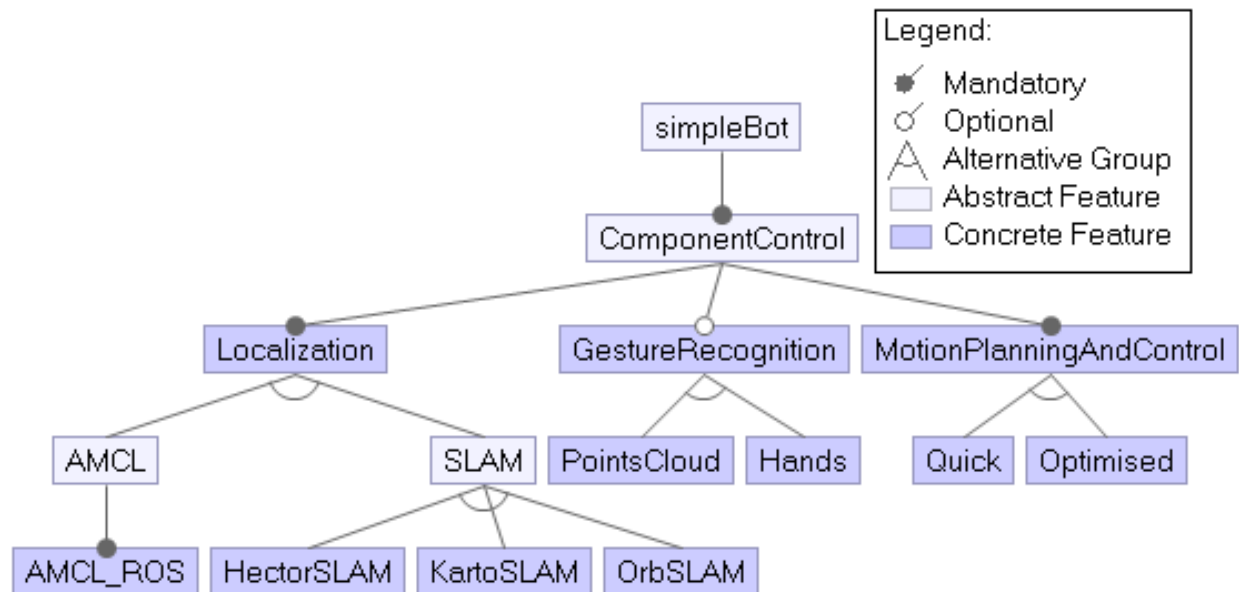 Legend:
Mandatory
Optional
Alternative Group
Abstract Feature
Concrete Feature
simpleBot
ComponentControl
Localization
GestureRecognition
MotionPlanningAndControl
AMCL
SLAM
PointsCloud
Hands
Quick
Optimised
AMCL_ROS
HectorSLAM
KartoSLAM
OrbSLAM